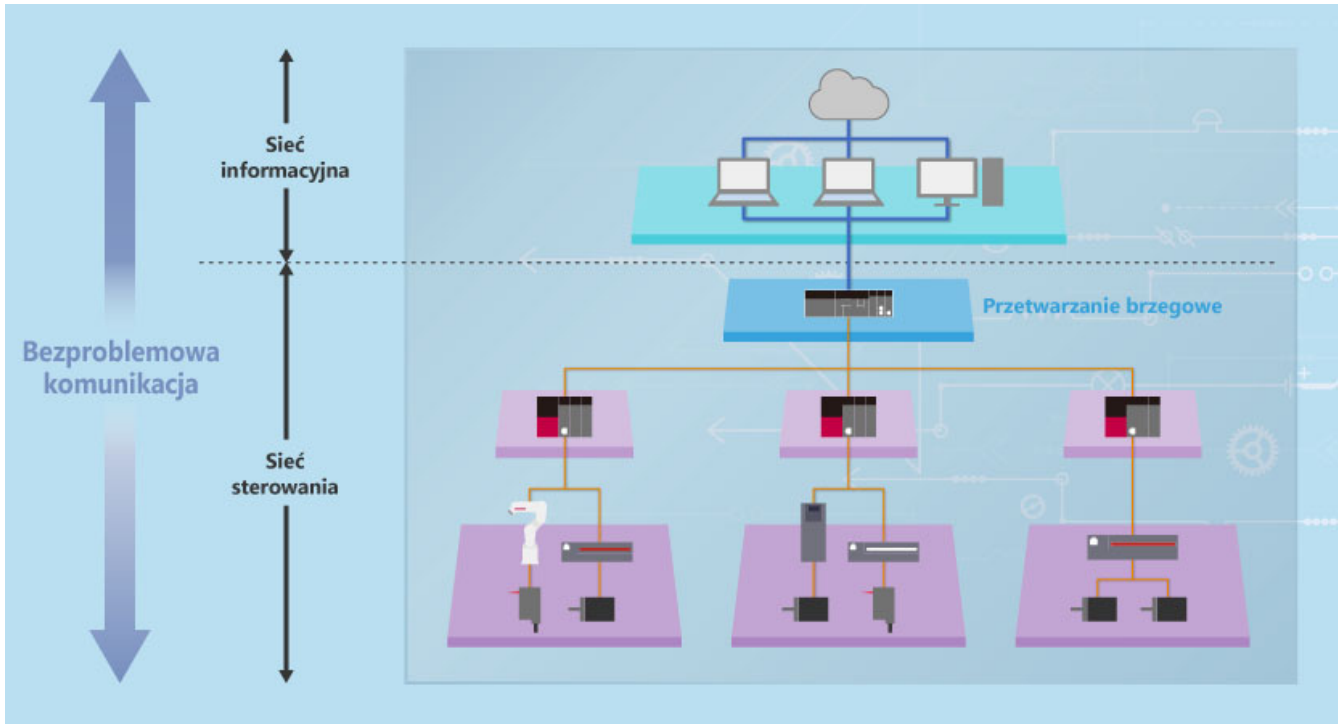 Sieć
informacyjna
Przetwarzanie brzegowe
Bezproblemowa
komunikacja
Sieć
sterowania